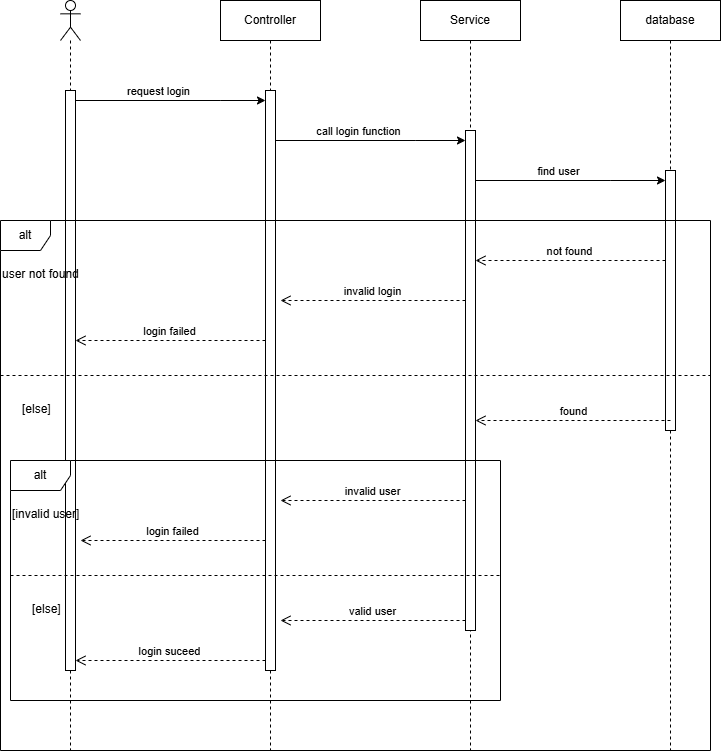 Controller
Service
database
request login
call login function
find user
alt
not found
user not found
invalid login
login failed
[else]
found
alt
invalid user
[invalid user]
login failed
[else]
valid user
login suceed